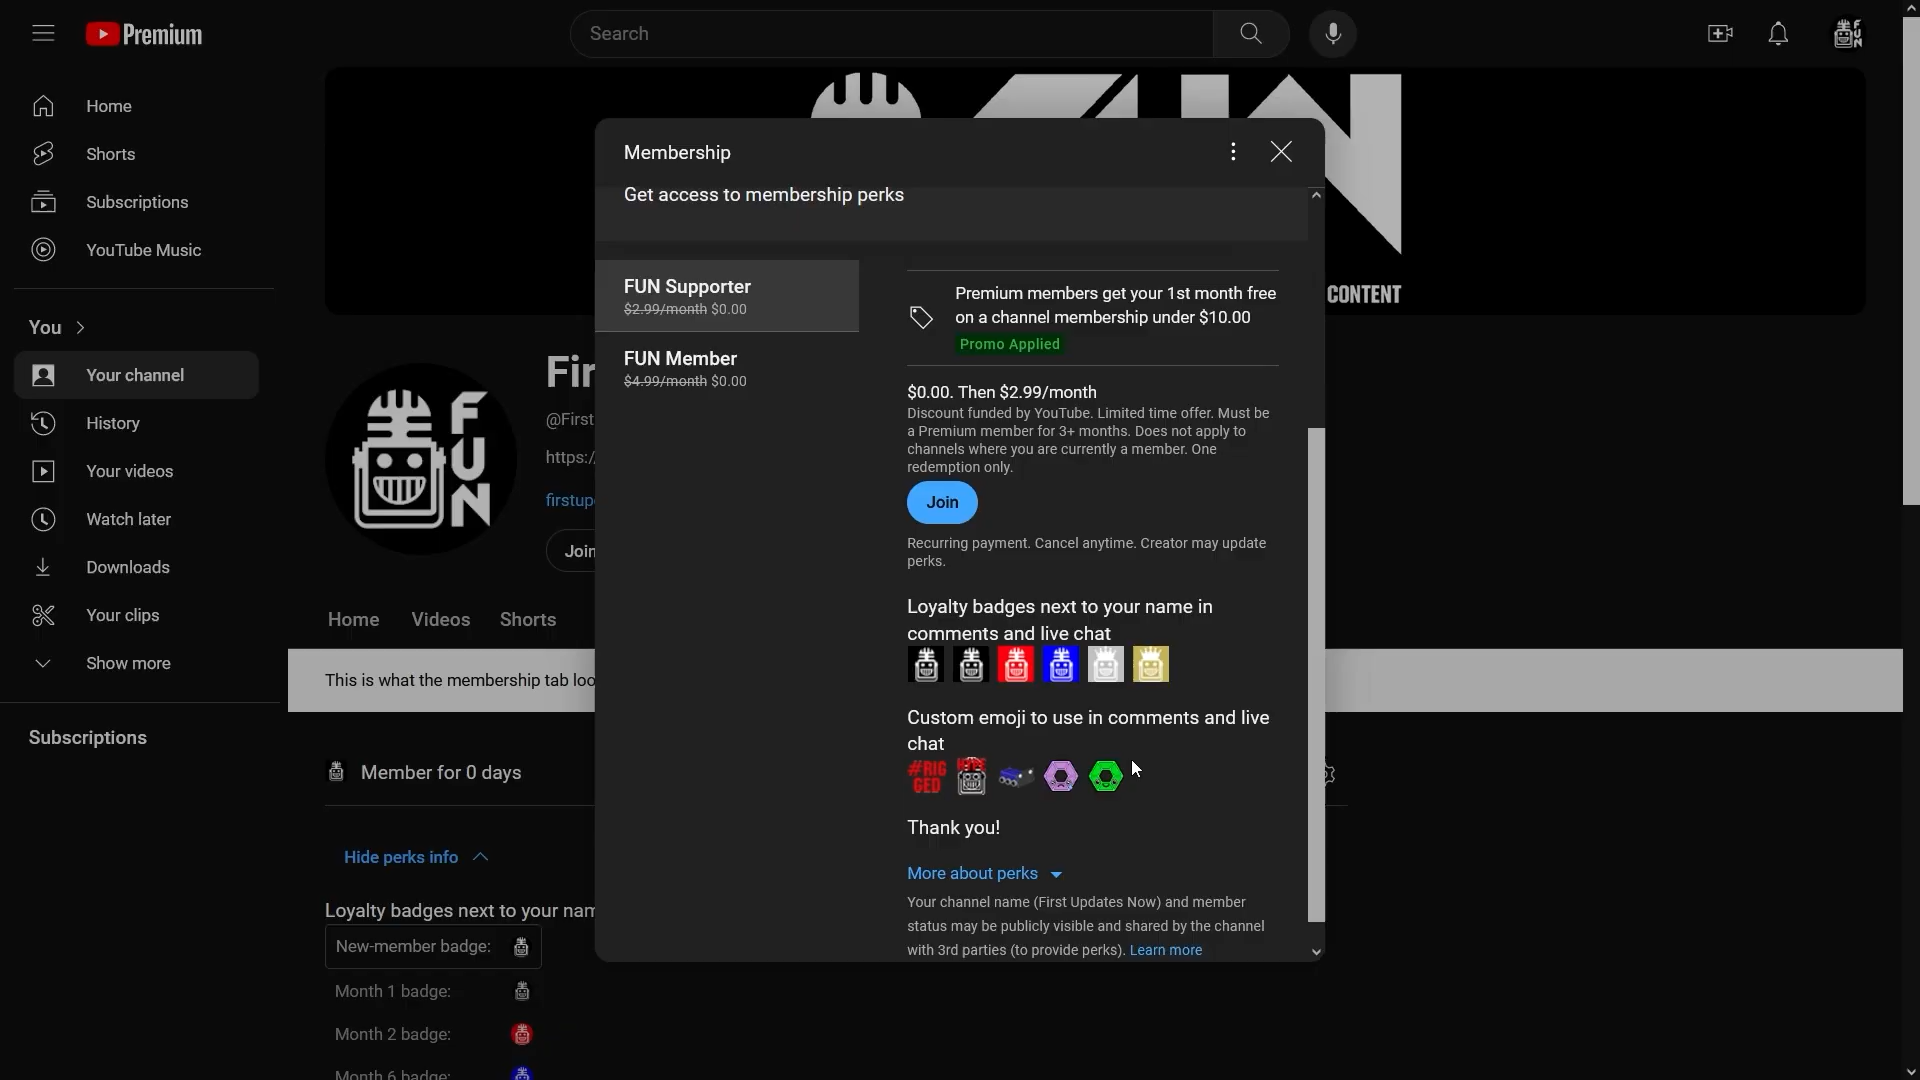 Premium
Search
Home
Shorts
Subscriptions
YouTube Music
You
Your channel
History
Your videos
Watch later
Downloads
Your clips
Show more
Subscriptions
CONTENT
FUN
Fir
@First
https:/
firstup
Join
Home
Videos
Shorts
This is what the membership tab loo
Member for 0 days
Hide perks info
Loyalty badges next to your nam
New-member badge:
Month 1 badge:
Month 2 badge:
Month 6 badge:
Membership
Get access to membership perks
FUN Supporter
$2.99/month $0.00
FUN Member
$4.99/month $0.00
Premium members get your 1st month free
on a channel membership under $10.00
Promo Applied
$0.00. Then $2.99/month
Discount funded by YouTube. Limited time offer. Must be
a Premium member for 3+ months. Does not apply to
channels where you are currently a member. One
redemption only.
Join
Recurring payment. Cancel anytime. Creator may update
perks.
Loyalty badges next to your name in
comments and live chat
Custom emoji to use in comments and live
chat
#RIG
GED
HYPE
Thank you!
More about perks
Your channel name (First Updates Now) and member
status may be publicly visible and shared by the channel
with 3rd parties (to provide perks). Learn more